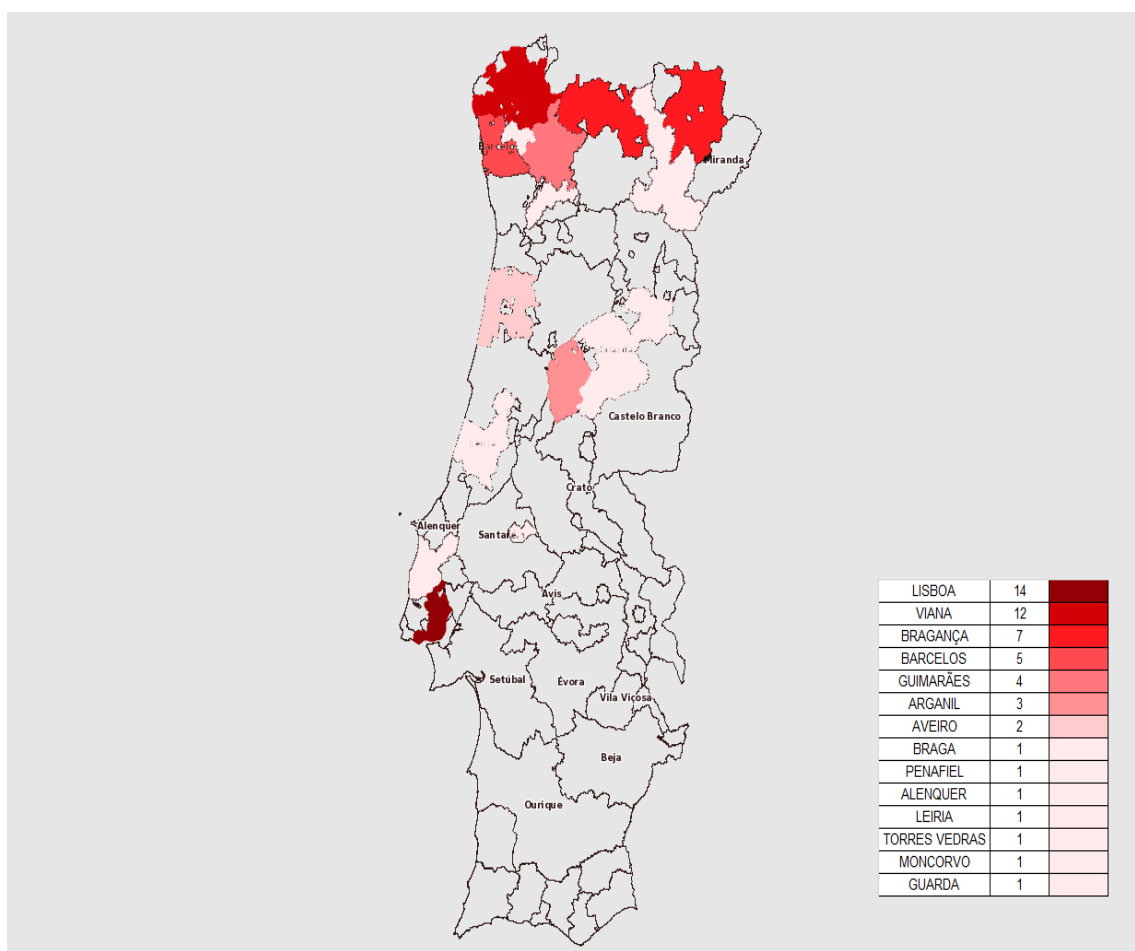 Barcelos
Miranda
Guarda
Castelo Branco
Leiria
Crato
Alenquer
Avis
Setúbal
Évora
Vila Viçosa
Beja
Ourique
LISBOA 14
VIANA 12
BRAGANÇA 7
BARCELOS 5
GUIMARÃES 4
ARGANIL 3
AVEIRO 2
BRAGA 1
PENAFIEL 1
ALENQUER 1
LEIRIA 1
TORRES VEDRAS 1
MONCORVO 1
GUARDA 1